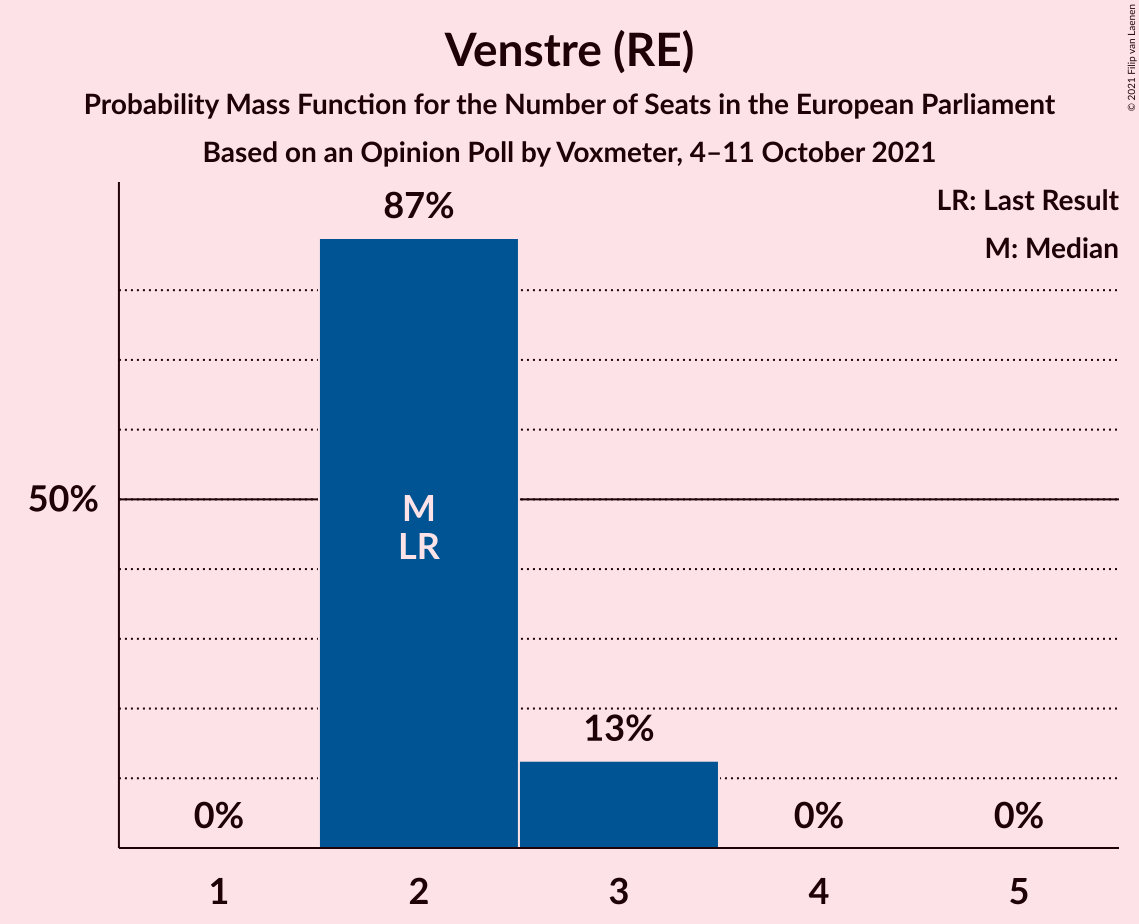 Venstre (RE)
Probability Mass Function for the Number of Seats in the European Parliament
Based on an Opinion Poll by Voxmeter, 4–11 October 2021
© 2021 Filip van Laenen
LR: Last Result
M: Median
87%
50%
M
LR
13%
0%
0%
0%
1
2
3
4
5